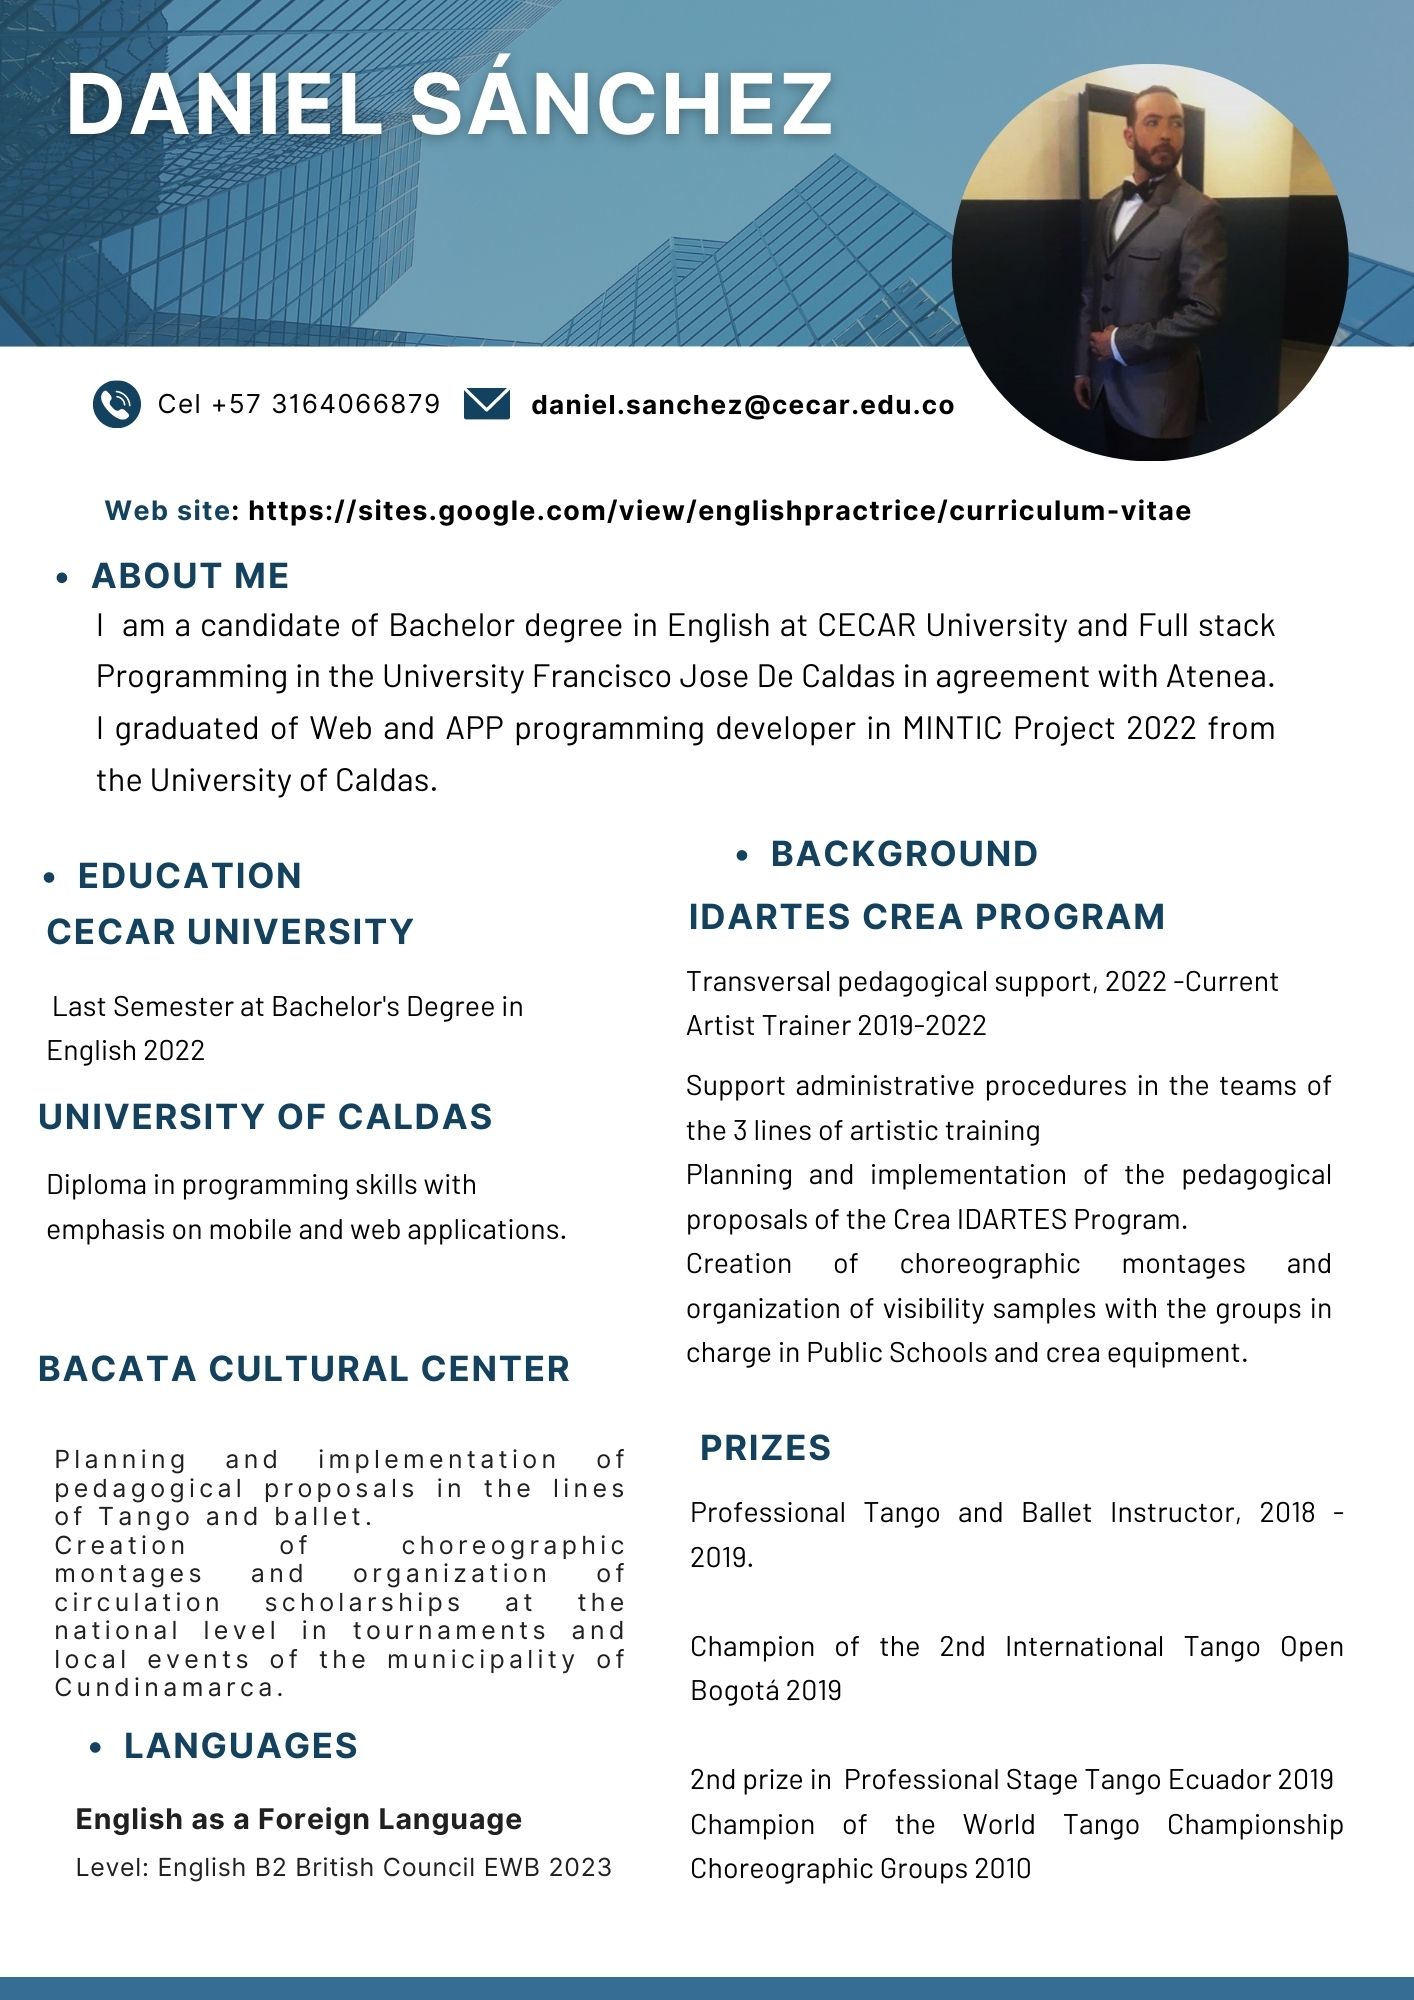 DANIEL SÁNCHEZ
Cel +57 3164066879
daniel.sanchez@cecar.edu.co
Web site: https://sites.google.com/view/englishpractrice/curriculum-vitae
• ABOUT ME
I am a candidate of Bachelor degree in English at CECAR University and Full stack
Programming in the University Francisco Jose De Caldas in agreement with Atenea.
I graduated of Web and APP programming developer in MINTIC Project 2022 from
the University of Caldas.
• EDUCATION
CECAR UNIVERSITY
Last Semester at Bachelor's Degree in
English 2022
UNIVERSITY OF CALDAS
Diploma in programming skills with
emphasis on mobile and web applications.
BACATA CULTURAL CENTER
Planning and implementation of
pedagogical proposals in the lines
of Tango and ballet.
Creation of choreographic
montages and organization of
circulation scholarships at the
national level in tournaments and
local events of the municipality of
Cundinamarca.
• LANGUAGES
English as a Foreign Language
Level: English B2 British Council EWB 2023
• BACKGROUND
IDARTES CREA PROGRAM
Transversal pedagogical support, 2022 -Current
Artist Trainer 2019-2022
Support administrative procedures in the teams of
the 3 lines of artistic training
Planning and implementation of the pedagogical
proposals of the Crea IDARTES Program.
Creation of choreographic montages and
organization of visibility samples with the groups in
charge in Public Schools and crea equipment.
PRIZES
Professional Tango and Ballet Instructor, 2018 -
2019.
Champion of the 2nd International Tango Open
Bogotá 2019
2nd prize in Professional Stage Tango Ecuador 2019
Champion of the World Tango Championship
Choreographic Groups 2010